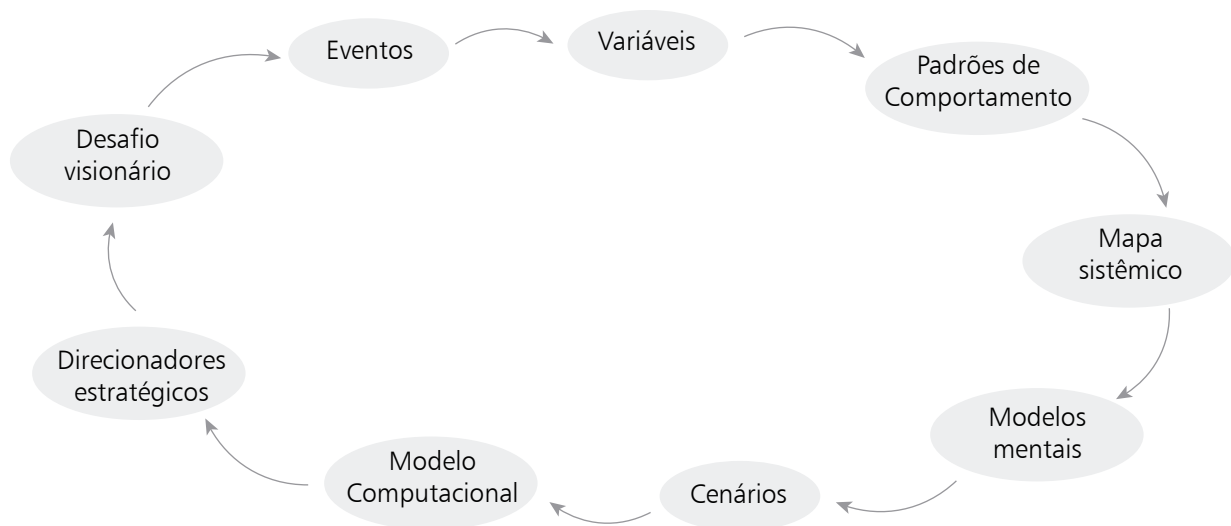 Eventos
Variáveis
Padrões de
Comportamento
Mapa
sistêmico
Modelos
mentais
Cenários
Modelo
Computacional
Direcionadores
estratégicos
Desafio
visionário